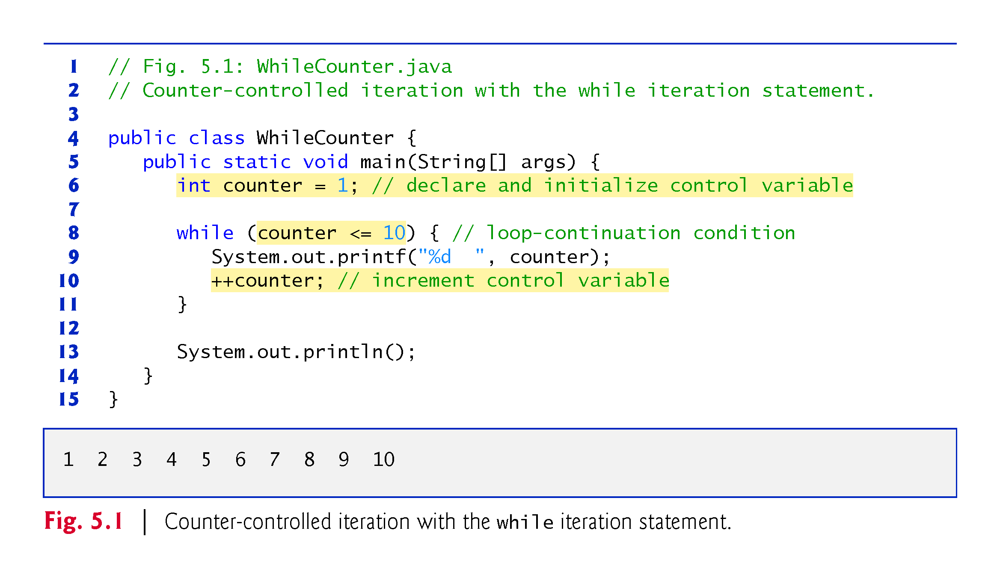 1 // Fig. 5.1: WhileCounter.java
2 // Counter-controlled iteration with the while iteration statement.
3
4 public class WhileCounter {
5    public static void main(String[] args) {
6       int counter = 1; // declare and initialize control variable
7
8       while (counter <= 10) { // loop-continuation condition
9          System.out.printf("%d  ", counter);
10          ++counter; // increment control variable
11       }
12
13       System.out.println();
14    }
15 }
1  2  3  4  5  6  7  8  9  10
Fig. 5.1 | Counter-controlled iteration with the while iteration statement.